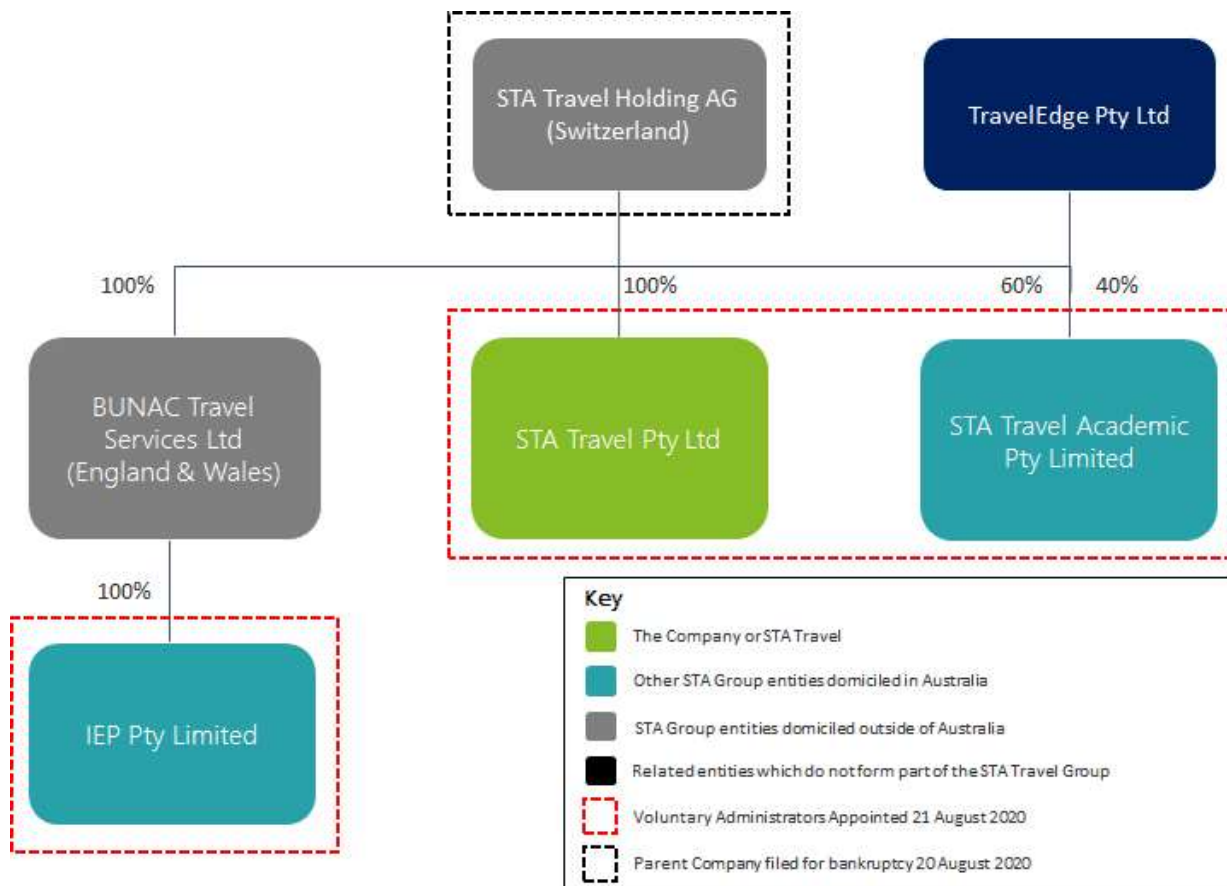 STA Travel Holding AG
(Switzerland)
TravelEdge Pty Ltd
100%
100%
60%
40%
BUNAC Travel
Services Ltd
(England & Wales)
STA Travel Pty Ltd
STA Travel Academic
Pty Limited
100%
IEP Pty Limited
Key
The Company or STA Travel
Other STA Group entities domiciled in Australia
STA Group entities domiciled outside of Australia
Related entities which do not form part of the STA Travel Group
Voluntary Administrators Appointed 21 August 2020
Parent Company filed for bankruptcy 20 August 2020